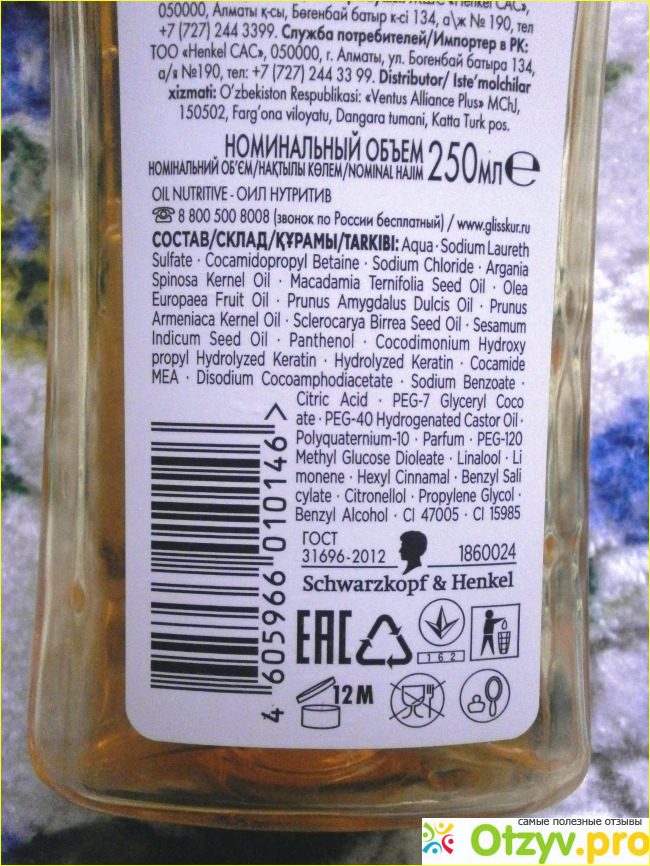 050000, Алматы қ-сы, Бөгенбай батыр к-сі 134, а\ж № 190, тел
+7 (727) 244 3399. Служба потребителей/Импортер в РК:
ТОО «Henkel САС», 050000, г. Алматы, ул. Богенбай батыра 134,
а/я №190, тел: +7 (727) 244 33 99. Distributor/ Iste’molchilar
xizmati: O’zbekiston Respublikasi: «Ventus Alliance Plus» MChJ,
150502, Farg’ona viloyatu, Dangara tumani, Katta Turk pos.
НОМИНАЛЬНЫЙ ОБЪЕМ
НОМІНАЛЬНИЙ ОБ’ЄМ/НАҚТЫЛЫ КӨЛЕМ/NOMINAL HAJIM 250мл e
OIL NUTRITIVE - ОИЛ НУТРИТИВ
8 800 500 8008 (звонок по России бесплатный) / www.glisskur.ru
СОСТАВ/СКЛАД/ҚҰРАМЫ/TARKIBI: Aqua · Sodium Laureth
Sulfate · Cocamidopropyl Betaine · Sodium Chloride · Argania
Spinosa Kernel Oil · Macadamia Ternifolia Seed Oil · Olea
Europaea Fruit Oil · Prunus Amygdalus Dulcis Oil · Prunus
Armeniaca Kernel Oil · Sclerocarya Birrea Seed Oil · Sesamum
Indicum Seed Oil · Panthenol · Cocodimonium Hydroxy
propyl Hydrolyzed Keratin · Hydrolyzed Keratin · Cocamide
MEA · Disodium Cocoamphodiacetate · Sodium Benzoate ·
Citric Acid · PEG-7 Glyceryl Coco
ate · PEG-40 Hydrogenated Castor Oil ·
Polyquaternium-10 · Parfum · PEG-120
Methyl Glucose Dioleate · Linalool · Li
monene · Hexyl Cinnamal · Benzyl Sali
cylate · Citronellol · Propylene Glycol ·
Benzyl Alcohol · CI 47005 · CI 15985
4 605966 010146 >
ГОСТ
31696-2012
1860024
Schwarzkopf & Henkel
EAC
162
12 M
самые полезные отзывы
Otzyv.pro